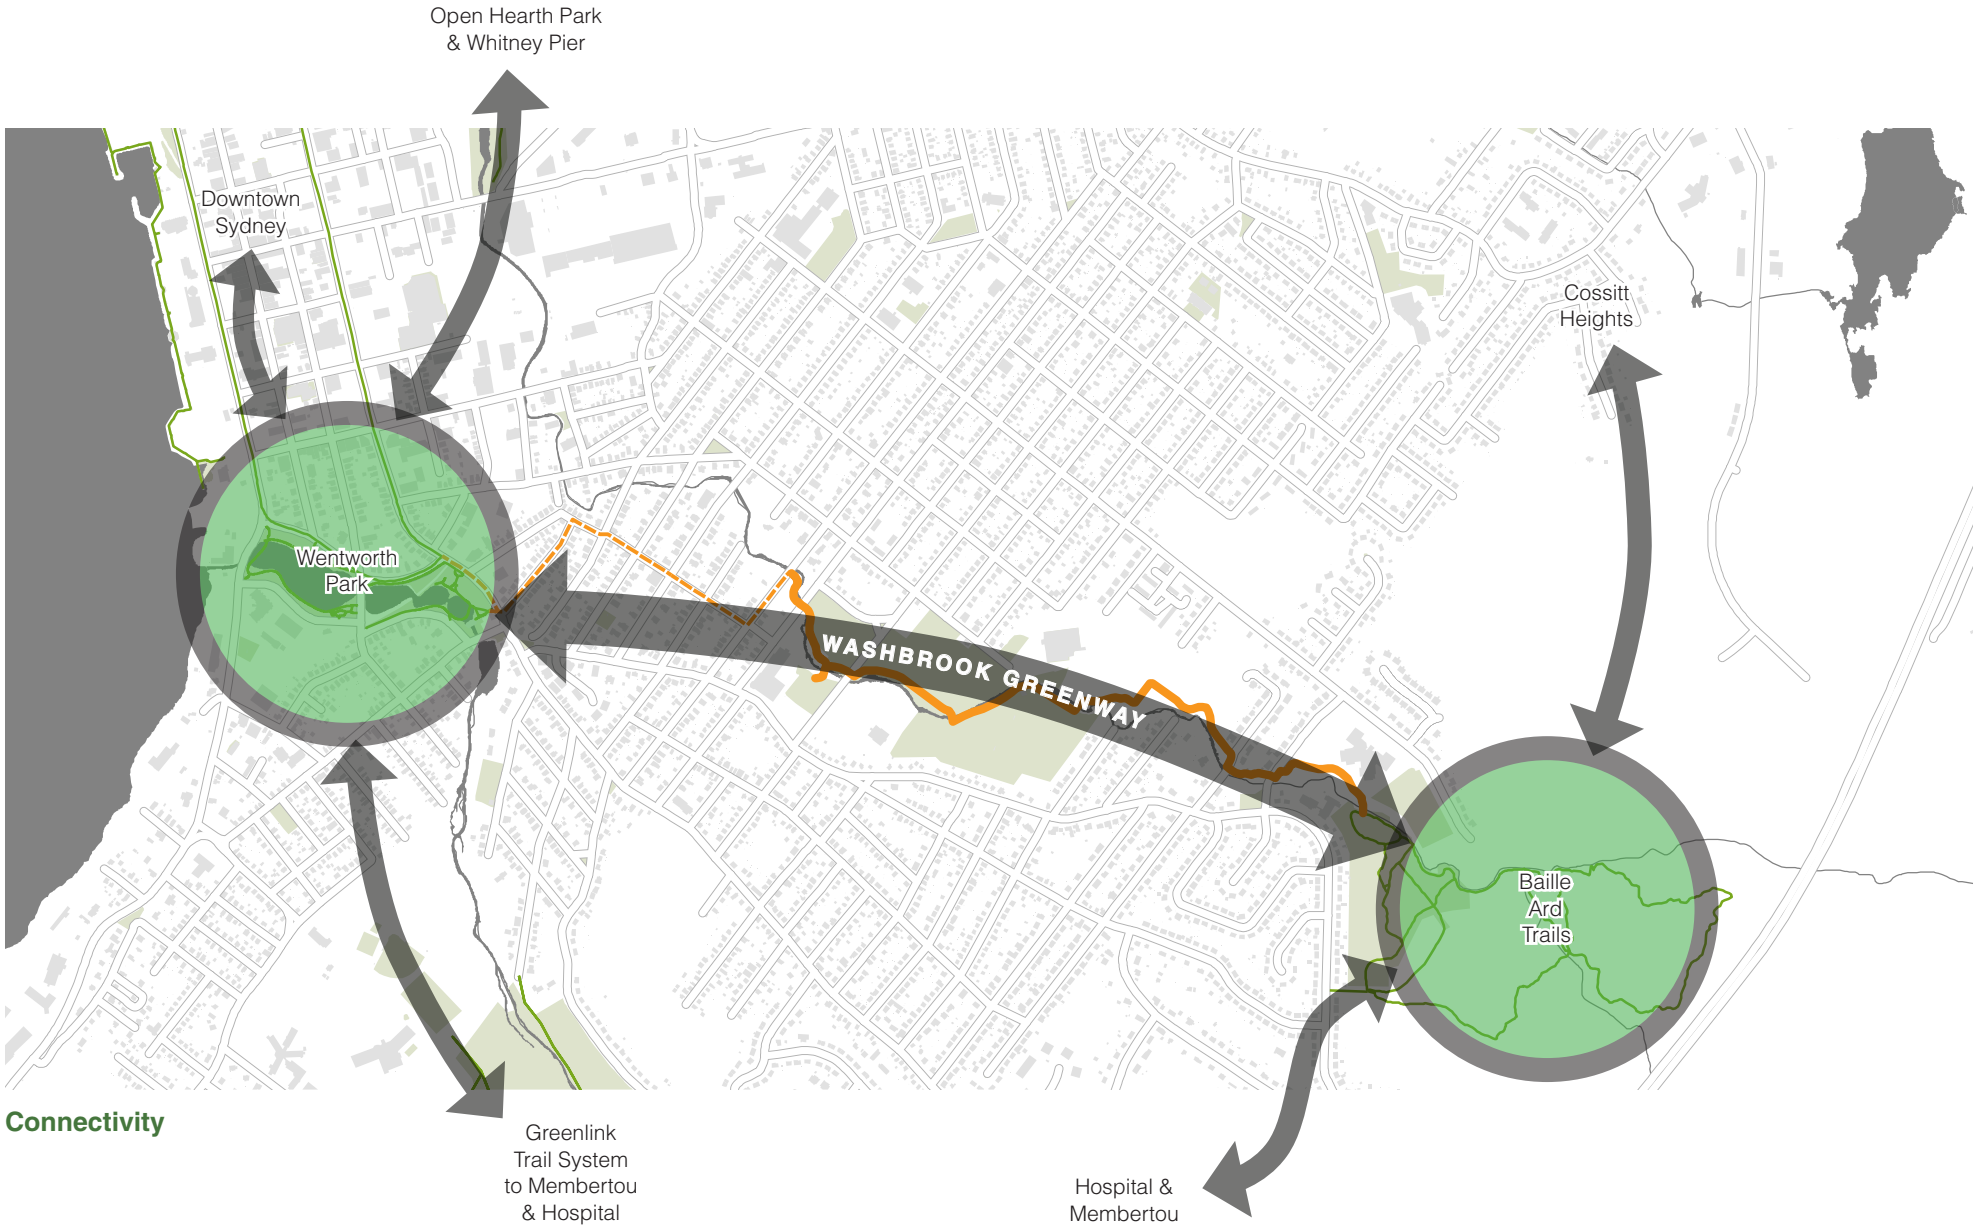 Open Hearth Park
& Whitney Pier
Downtown
Sydney
Cossitt
Heights
Wentworth
Park
WASHBROOK GREENWAY
Baille
Ard
Trails
Connectivity
Greenlink
Trail System
to Membertou
& Hospital
Hospital &
Membertou